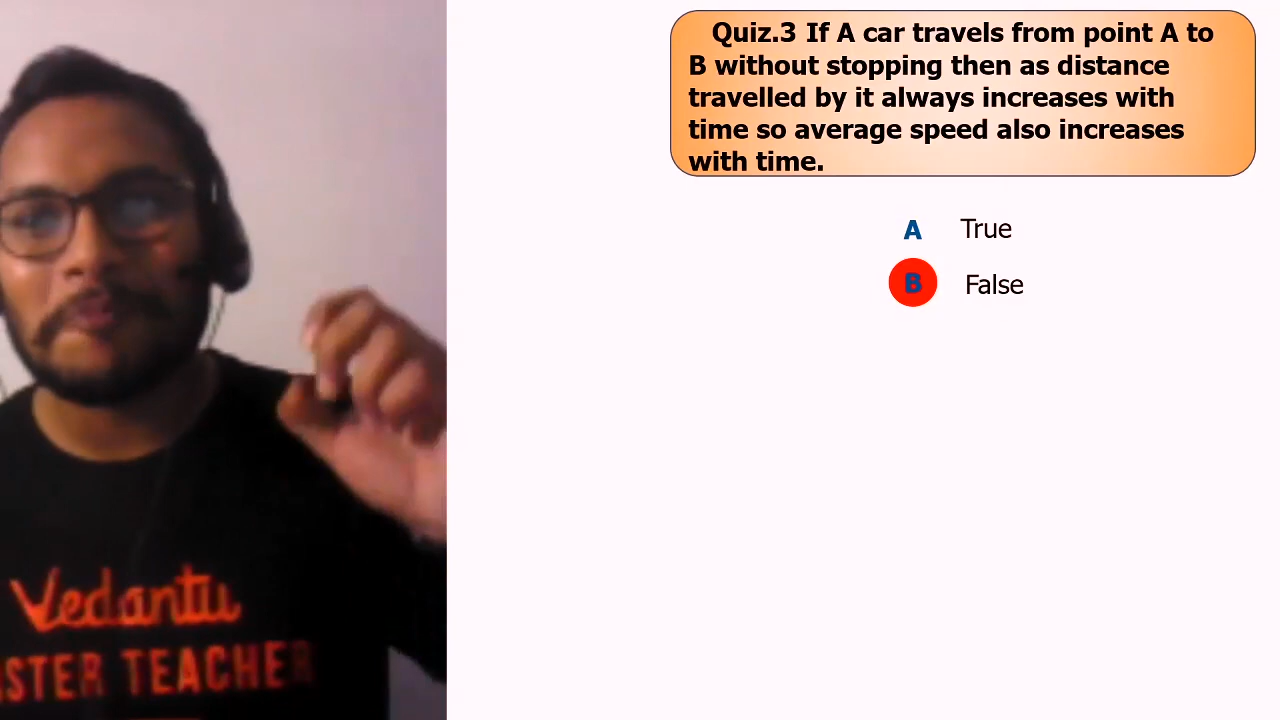 Quiz.3 If A car travels from point A to
B without stopping then as distance
travelled by it always increases with
time so average speed also increases
with time.
A True
B False
Vedantu
STER TEACHER